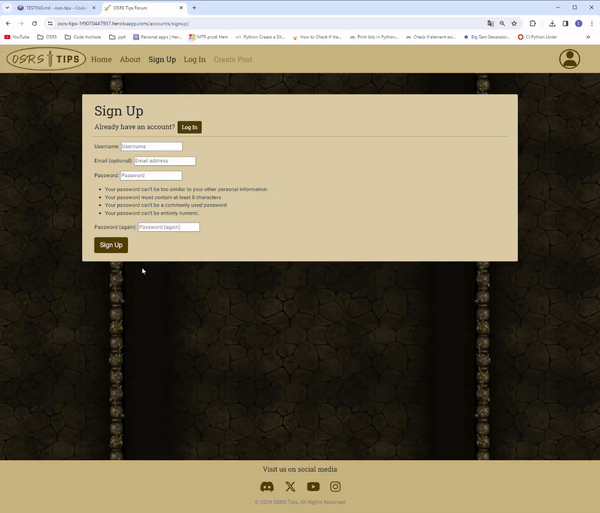 TESTING.md - osrs-tips - Code
OSRS Tips Forum
osrs-tips-1f9070447937.herokuapp.com/accounts/signup/
OSRS
Code Institute
pp4
Personal apps | Her...
MTR prod Heim
Python: Create a Sk...
How to Check if the...
Print lists in Python...
Check if element exi...
Big Text Generator...
CI Python Linter
OSRS TIPS
Home
About
Sign Up
Log In
Create Post
Sign Up
Already have an account? Log In
Username: Username
Email (optional): Email address
Password: Password
Your password can't be too similar to your other personal information.
Your password must contain at least 8 characters.
Your password can't be a commonly used password.
Your password can't be entirely numeric.
Password (again): Password (again)
Sign Up
Visit us on social media
© 2024 OSRS Tips, All Rights Reserved